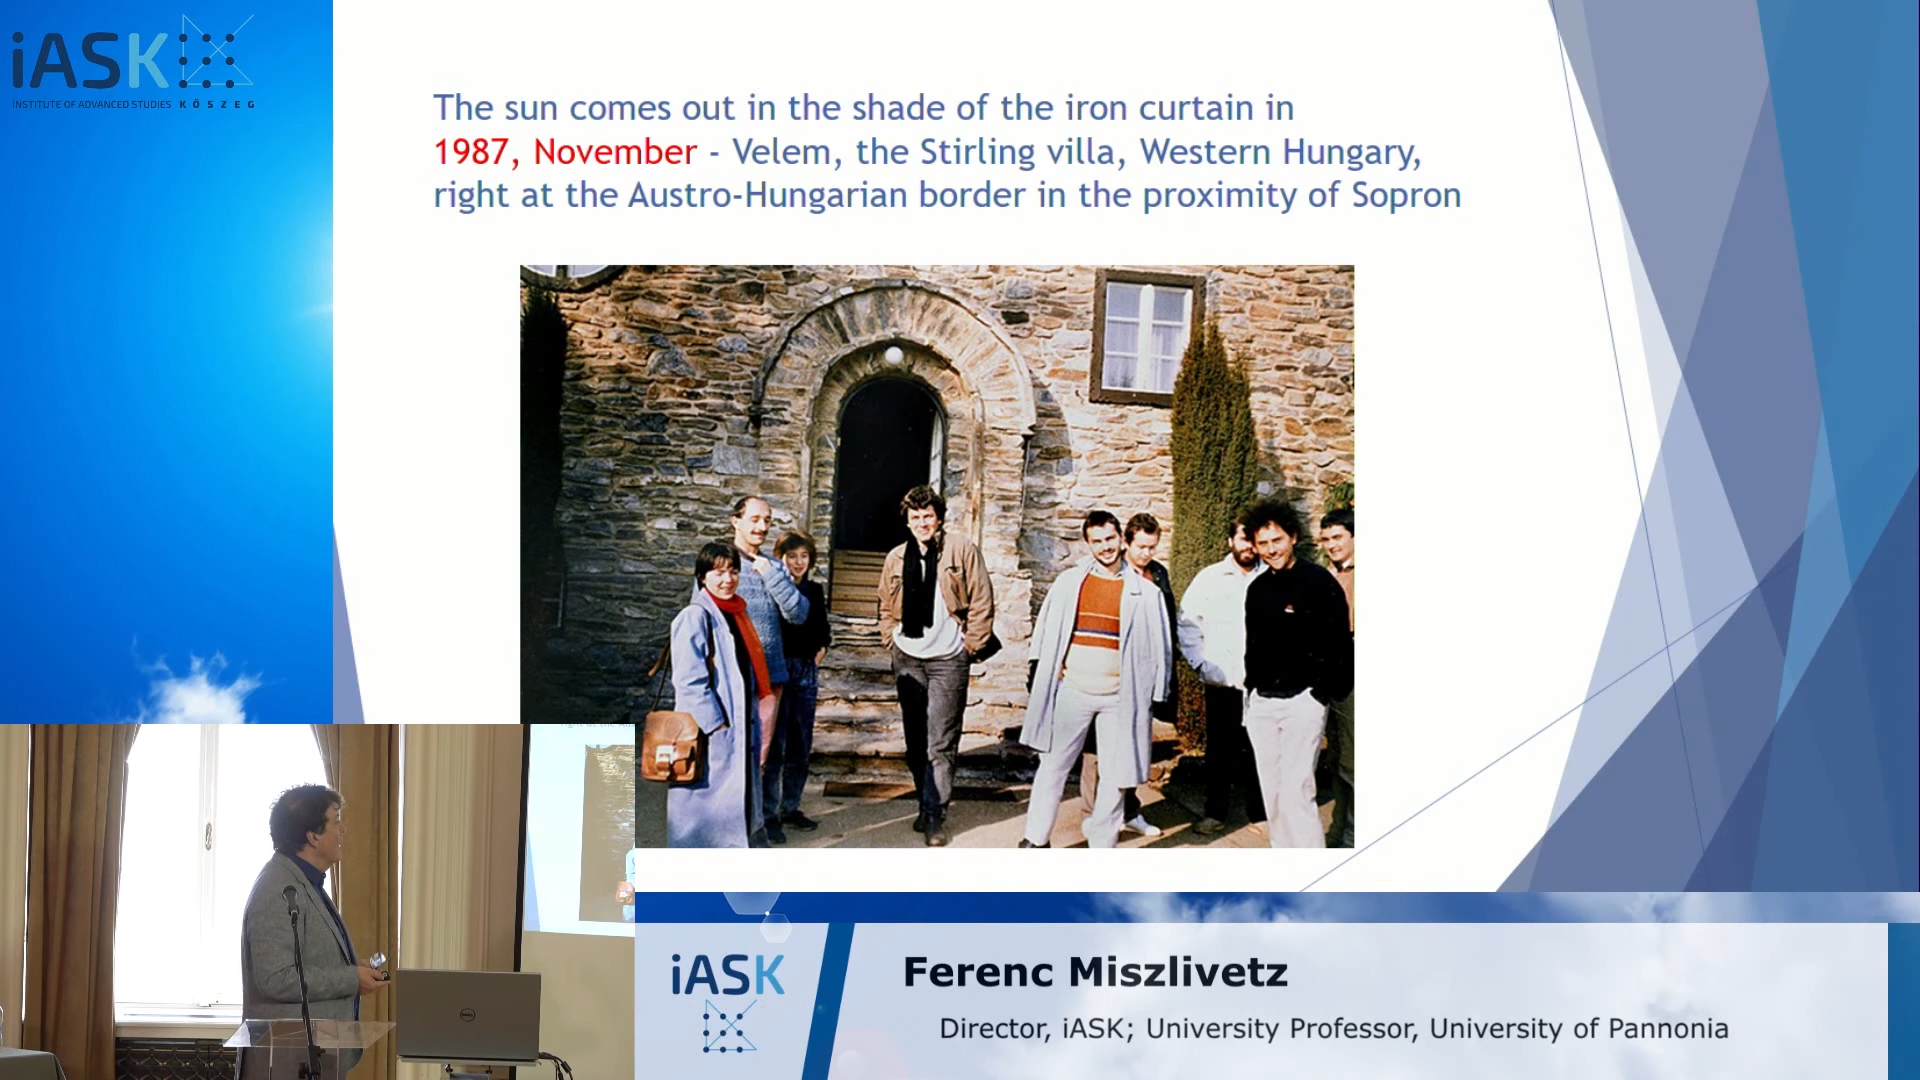 iASK
INSTITUTE OF ADVANCED STUDIES KŐSZEG
The sun comes out in the shade of the iron curtain in
1987, November - Velem, the Stirling villa, Western Hungary,
right at the Austro-Hungarian border in the proximity of Sopron
DELL
iASK
Ferenc Miszlivetz
Director, iASK; University Professor, University of Pannonia